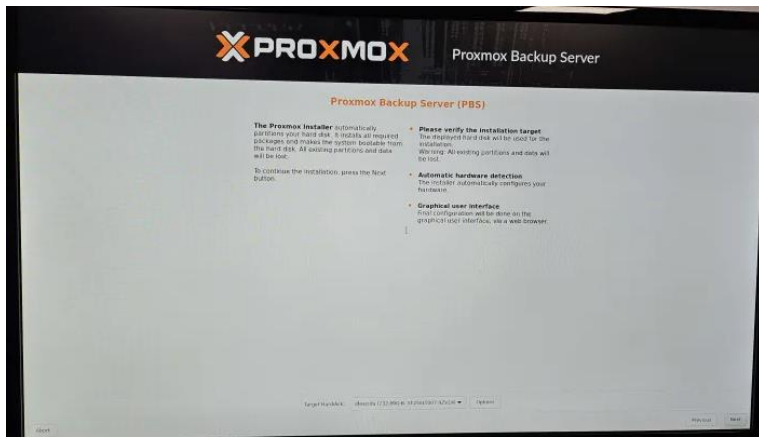 PROXMOX
Proxmox Backup Server
Proxmox Backup Server (PBS)
The Proxmox Installer automatically
partitions your hard disk. It installs all required
packages and makes the system bootable from
the hard disk. All existing partitions and data
will be lost.
To continue the installation, press the Next
button.
Please verify the installation target
The displayed hard disk will be used for the
installation.
Warning: All existing partitions and data will
be lost.
Automatic hardware detection
The installer automatically configures your
hardware.
Graphical user interface
Final configuration will be done on the
graphical user interface, via a web browser.
Target Harddisk:
Options
Abort
Previous
Next